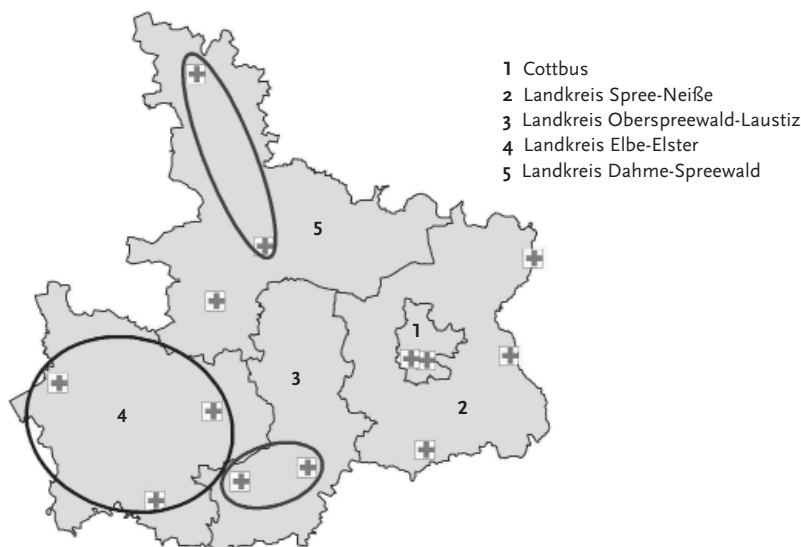 1 Cottbus
2 Landkreis Spree-Neiße
3 Landkreis Oberspreewald-Laustiz
4 Landkreis Elbe-Elster
5 Landkreis Dahme-Spreewald
5
1
3
4
2